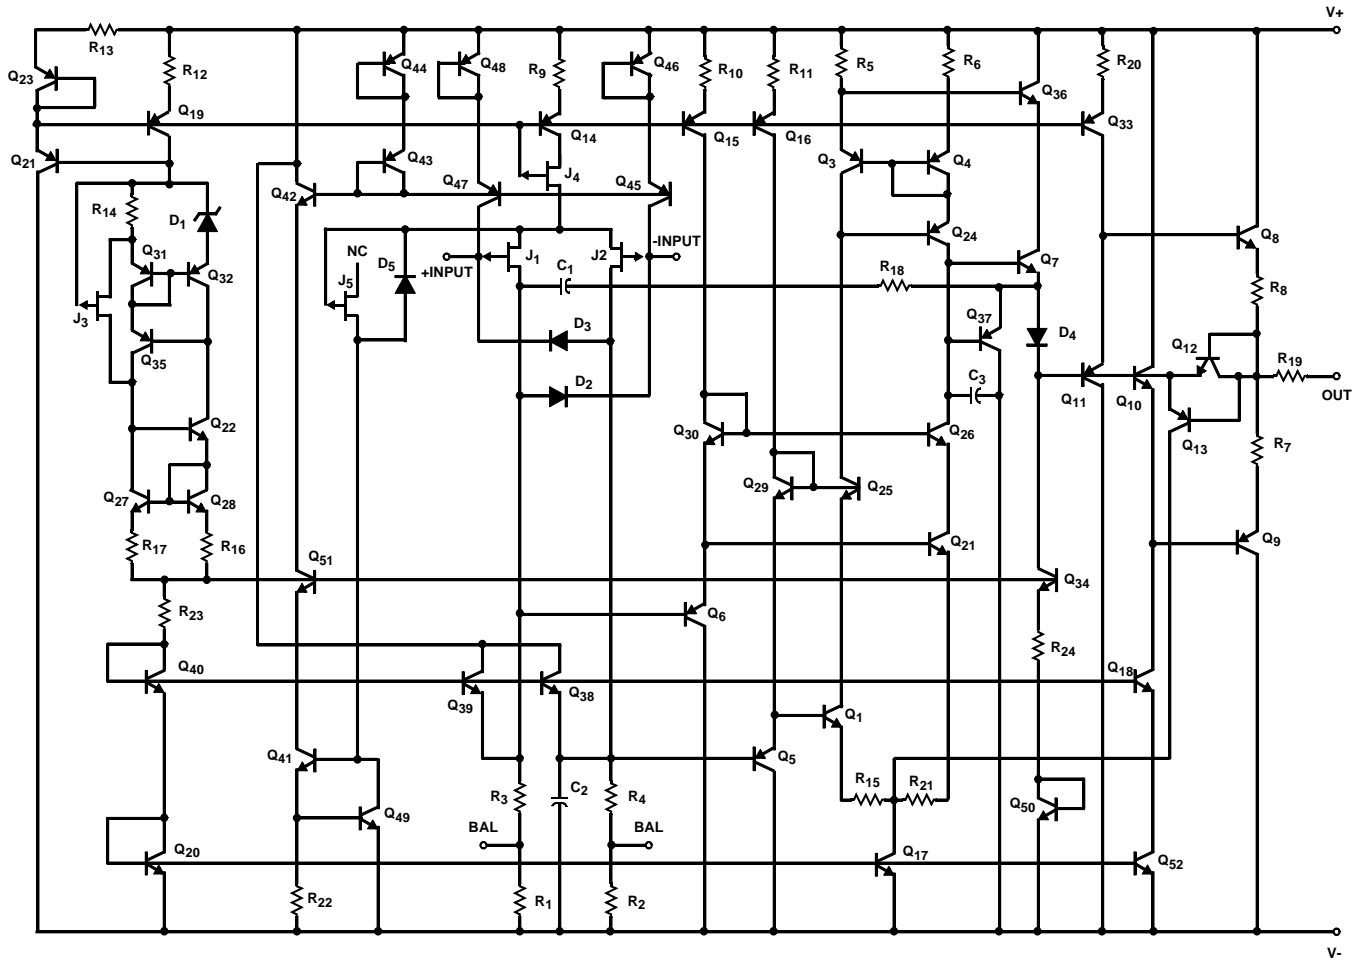 V+
R13
Q23
R12
Q44
Q48
R9
Q46
R10
R11
R5
R6
Q36
R20
Q19
Q14
Q15
Q16
Q33
Q21
Q43
J4
Q3
Q4
Q42
Q47
Q45
R14
D1
Q24
Q8
Q31
Q32
NC
D5
+INPUT
J1
J2
-INPUT
C1
R18
Q7
J5
R8
J3
Q37
D3
D4
Q12
Q35
R19
D2
C3
Q11
Q10
OUT
Q22
Q30
Q26
Q13
R7
Q27
Q28
Q29
Q25
R17
R16
Q51
Q21
Q9
Q34
R23
Q6
R24
Q40
Q39
Q38
Q18
Q1
Q41
Q5
R3
C2
R4
R15
R21
Q50
Q49
BAL
BAL
Q20
Q17
Q52
R22
R1
R2
V-